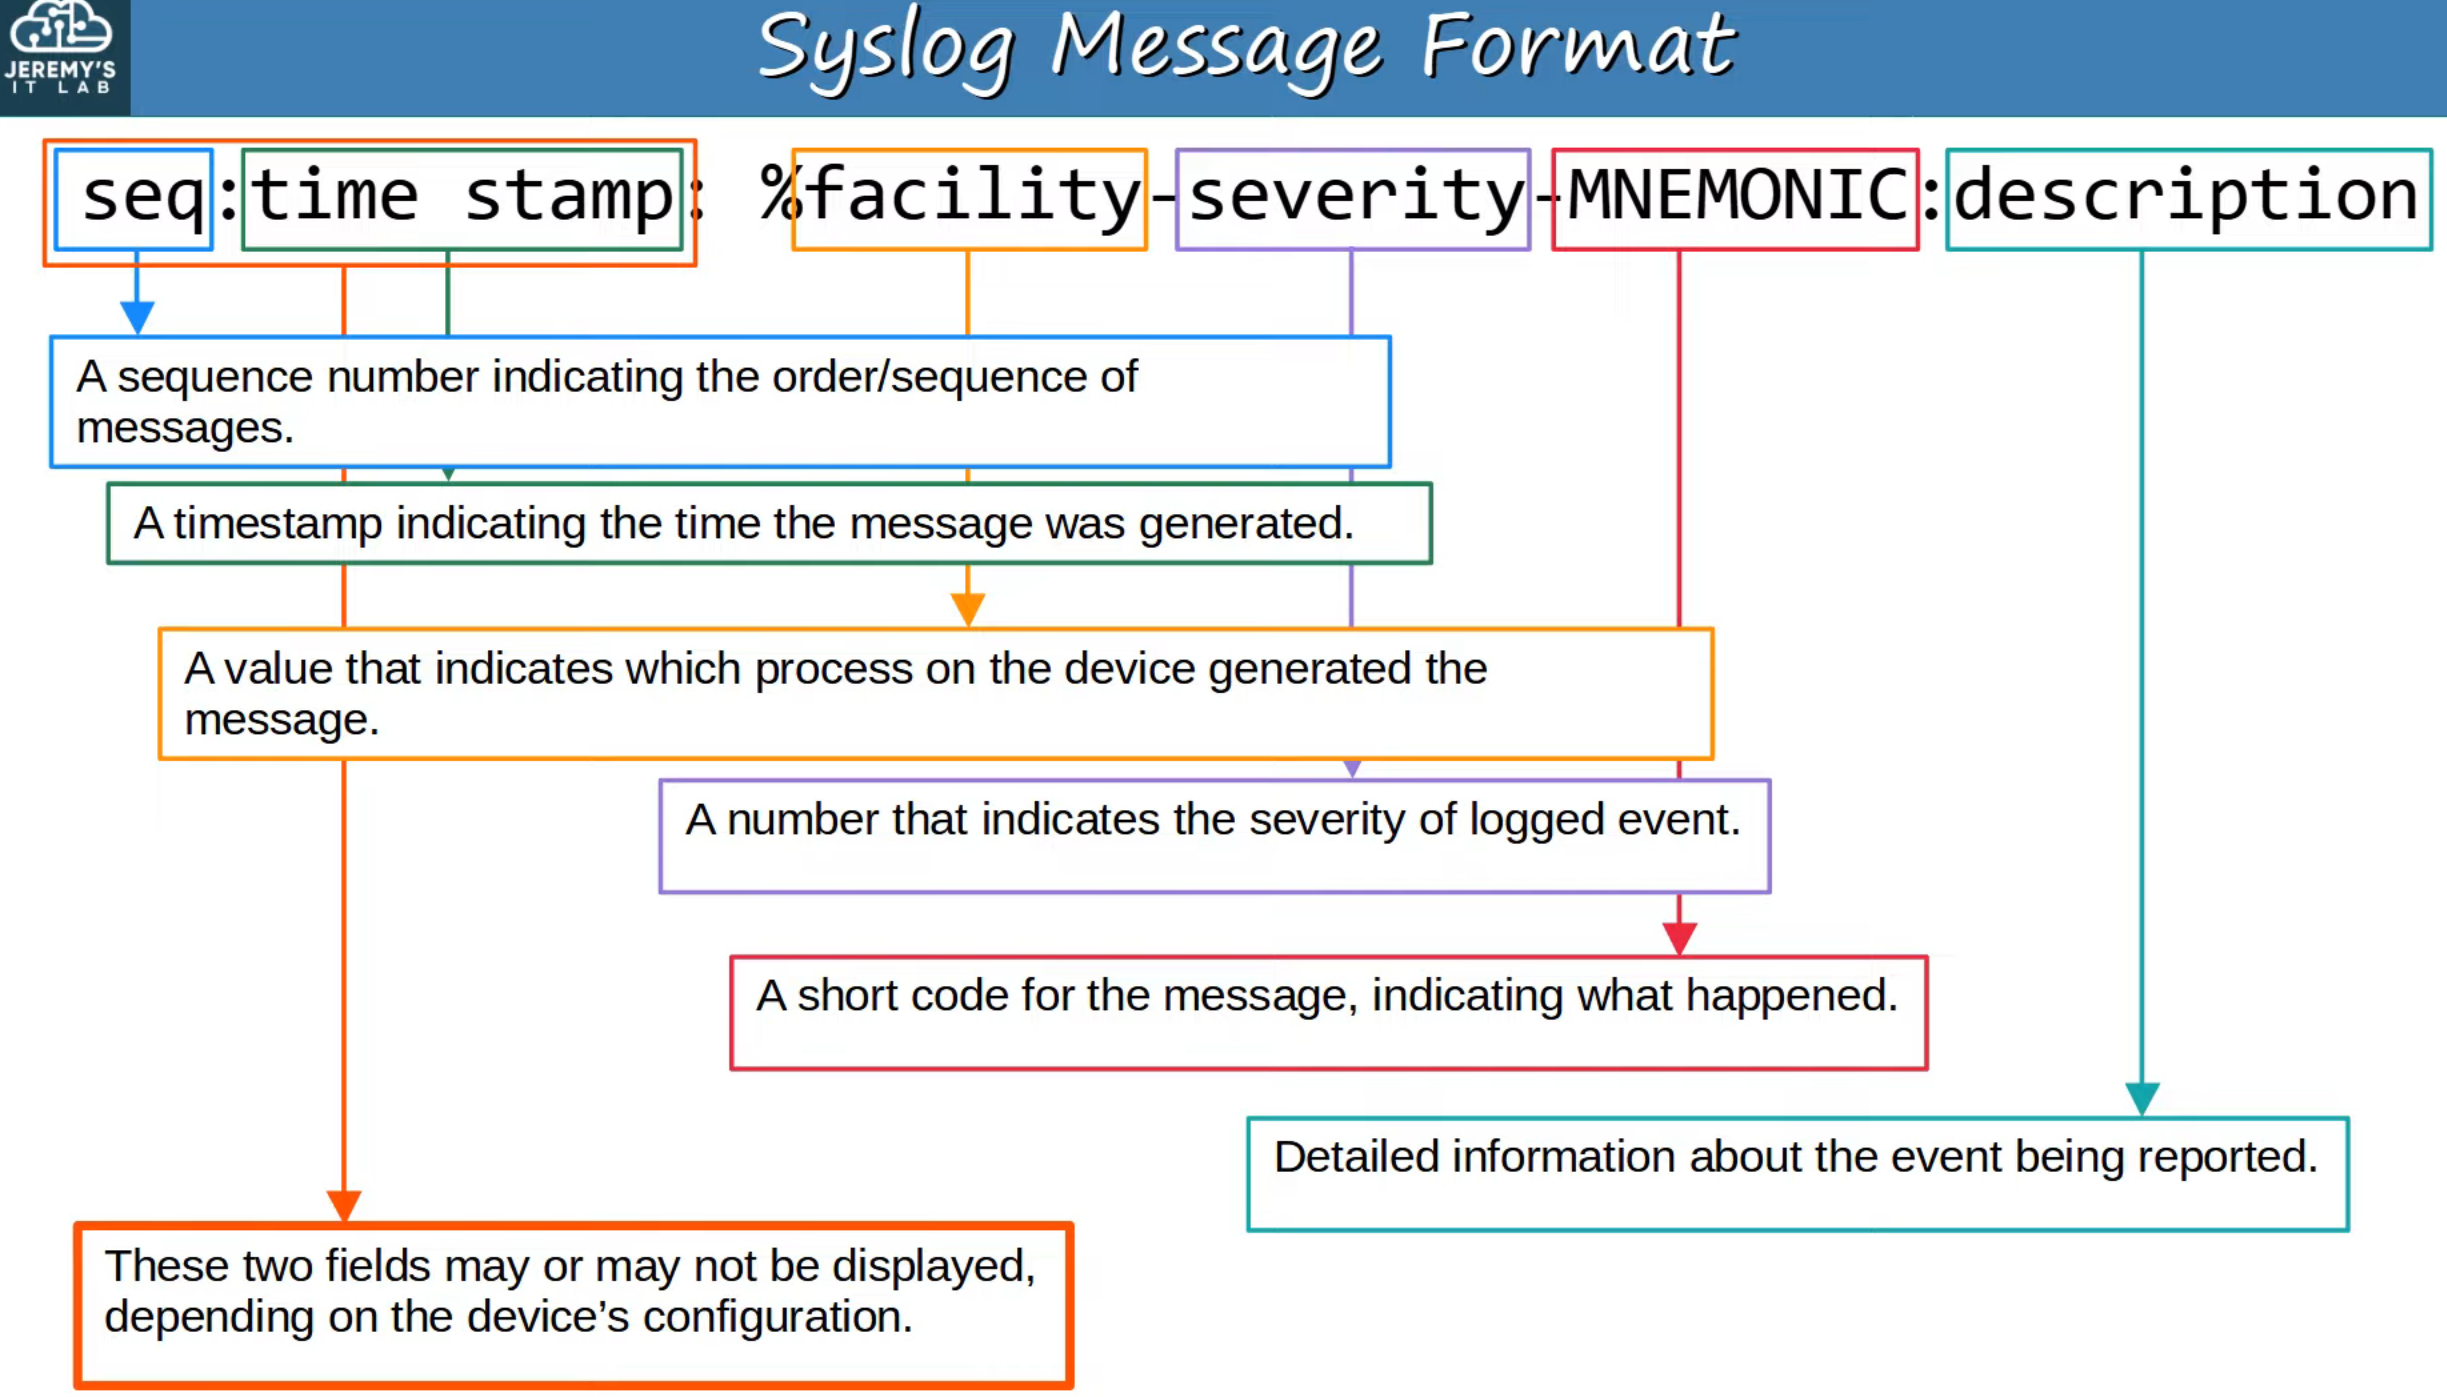 JEREMY'S
IT LAB
Syslog Message Format
seq:time stamp: %facility-severity-MNEMONIC:description
A sequence number indicating the order/sequence of
messages.
A timestamp indicating the time the message was generated.
A value that indicates which process on the device generated the
message.
A number that indicates the severity of logged event.
A short code for the message, indicating what happened.
Detailed information about the event being reported.
These two fields may or may not be displayed,
depending on the device’s configuration.